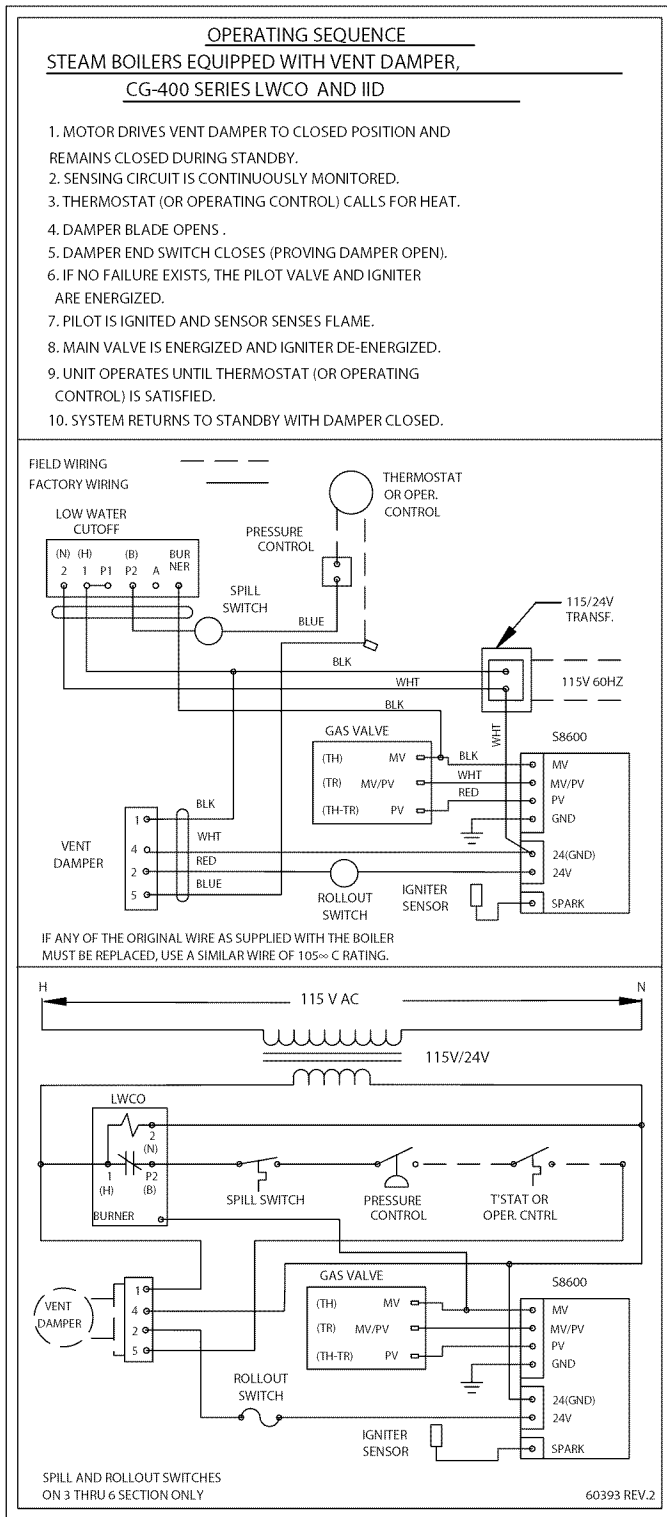 OPERATING SEQUENCE
STEAM BOILERS EQUIPPED WITH VENT DAMPER,
CG-400 SERIES LWCO AND IID
1. MOTOR DRIVES VENT DAMPER TO CLOSED POSITION AND
REMAINS CLOSED DURING STANDBY.
2. SENSING CIRCUIT IS CONTINUOUSLY MONITORED.
3. THERMOSTAT (OR OPERATING CONTROL) CALLS FOR HEAT.
4. DAMPER BLADE OPENS .
5. DAMPER END SWITCH CLOSES (PROVING DAMPER OPEN).
6. IF NO FAILURE EXISTS, THE PILOT VALVE AND IGNITER
ARE ENERGIZED.
7. PILOT IS IGNITED AND SENSOR SENSES FLAME.
8. MAIN VALVE IS ENERGIZED AND IGNITER DE-ENERGIZED.
9. UNIT OPERATES UNTIL THERMOSTAT (OR OPERATING
CONTROL) IS SATISFIED.
10. SYSTEM RETURNS TO STANDBY WITH DAMPER CLOSED.
FIELD WIRING
FACTORY WIRING
THERMOSTAT
OR OPER.
CONTROL
LOW WATER
CUTOFF
PRESSURE
CONTROL
(N) (H) (B) BUR
NER
2 1 P1 P2 A
SPILL
SWITCH
BLUE
115/24V
TRANSF.
BLK
115V 60HZ
WHT
BLK
WHT
GAS VALVE
S8600
(TH) MV BLK MV
(TR) MV/PV WHT MV/PV
(TH-TR) PV RED PV
GND
BLK
1
WHT
VENT
DAMPER
4
RED
2
BLUE
5
24(GND)
24V
ROLLOUT
SWITCH
IGNITER
SENSOR
SPARK
IF ANY OF THE ORIGINAL WIRE AS SUPPLIED WITH THE BOILER
MUST BE REPLACED, USE A SIMILAR WIRE OF 105∞ C RATING.
H 115 V AC N
115V/24V
LWCO
2
(N)
1 P2
(H) (B)
BURNER
SPILL SWITCH
PRESSURE
CONTROL
T'STAT OR
OPER. CNTRL
GAS VALVE
S8600
VENT
DAMPER
1
4
2
5
(TH) MV MV
(TR) MV/PV MV/PV
(TH-TR) PV PV
GND
ROLLOUT
SWITCH
24(GND)
24V
IGNITER
SENSOR
SPARK
SPILL AND ROLLOUT SWITCHES
ON 3 THRU 6 SECTION ONLY
60393 REV.2